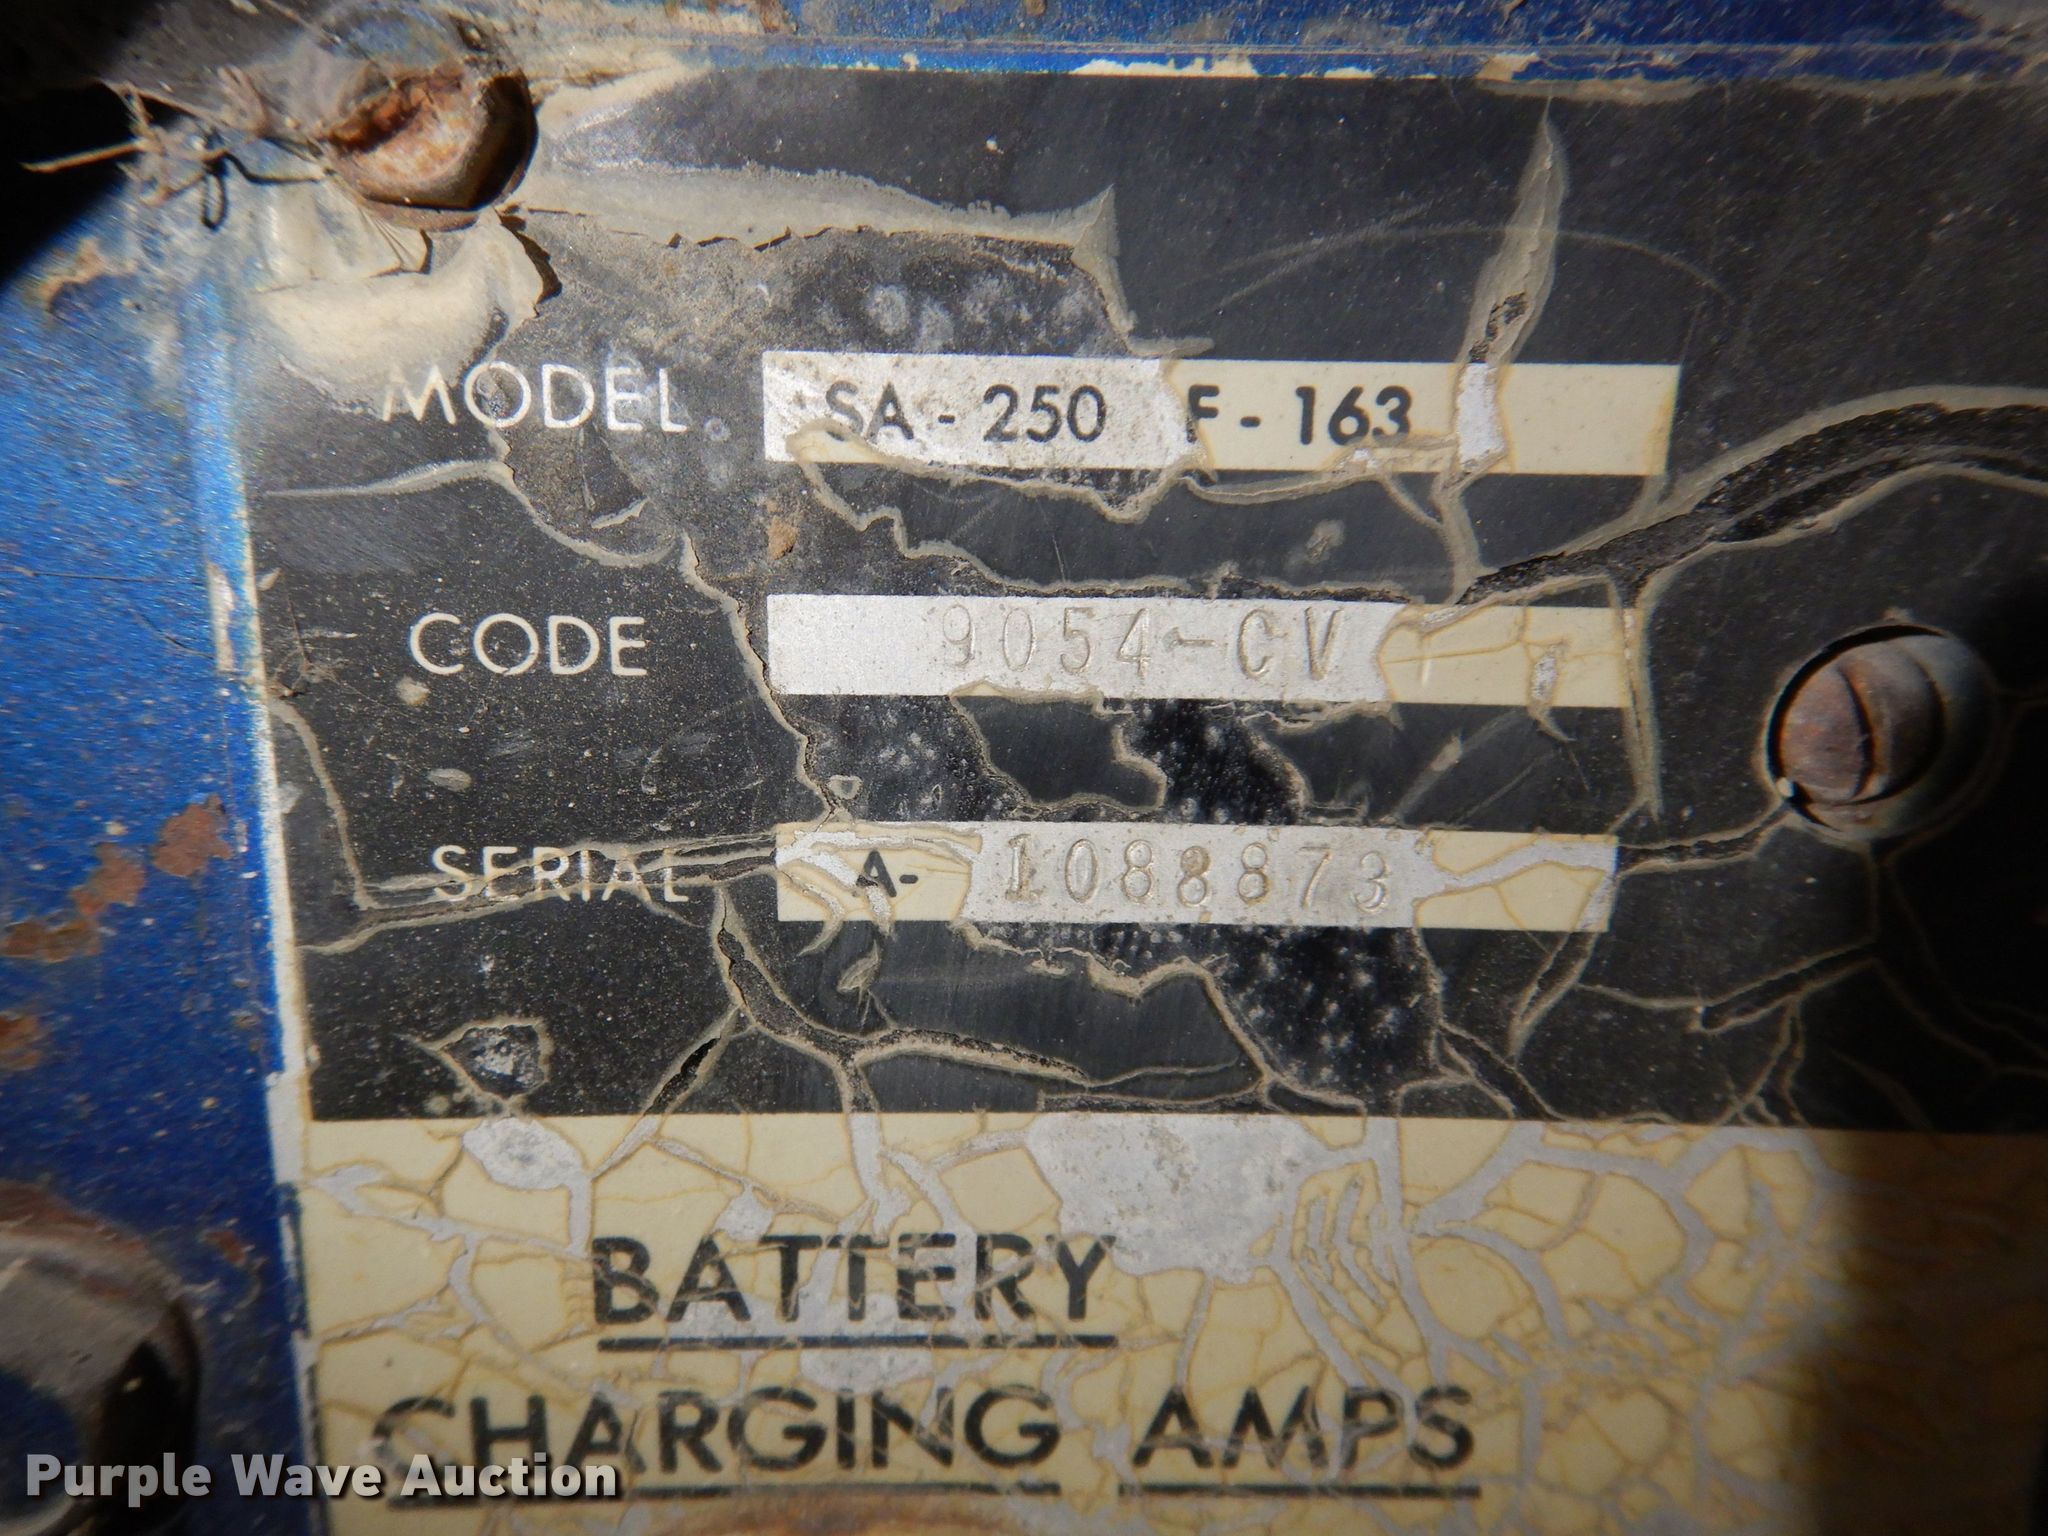 MODEL SA - 250 F - 163
CODE 9054-CV
SERIAL A- 1088873
BATTERY
CHARGING AMPS
Purple Wave Auction